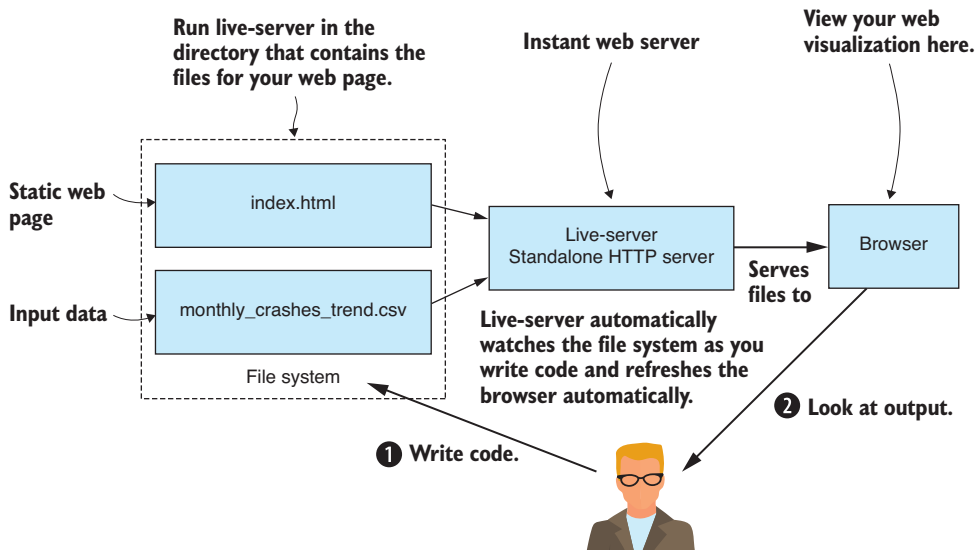 Run live-server in the
directory that contains the
files for your web page.
Instant web server
View your web
visualization here.
Static web
page
index.html
Live-server
Standalone HTTP server
Browser
Serves
files to
Input data
monthly_crashes_trend.csv
File system
Live-server automatically
watches the file system as you
write code and refreshes the
browser automatically.
1 Write code.
2 Look at output.